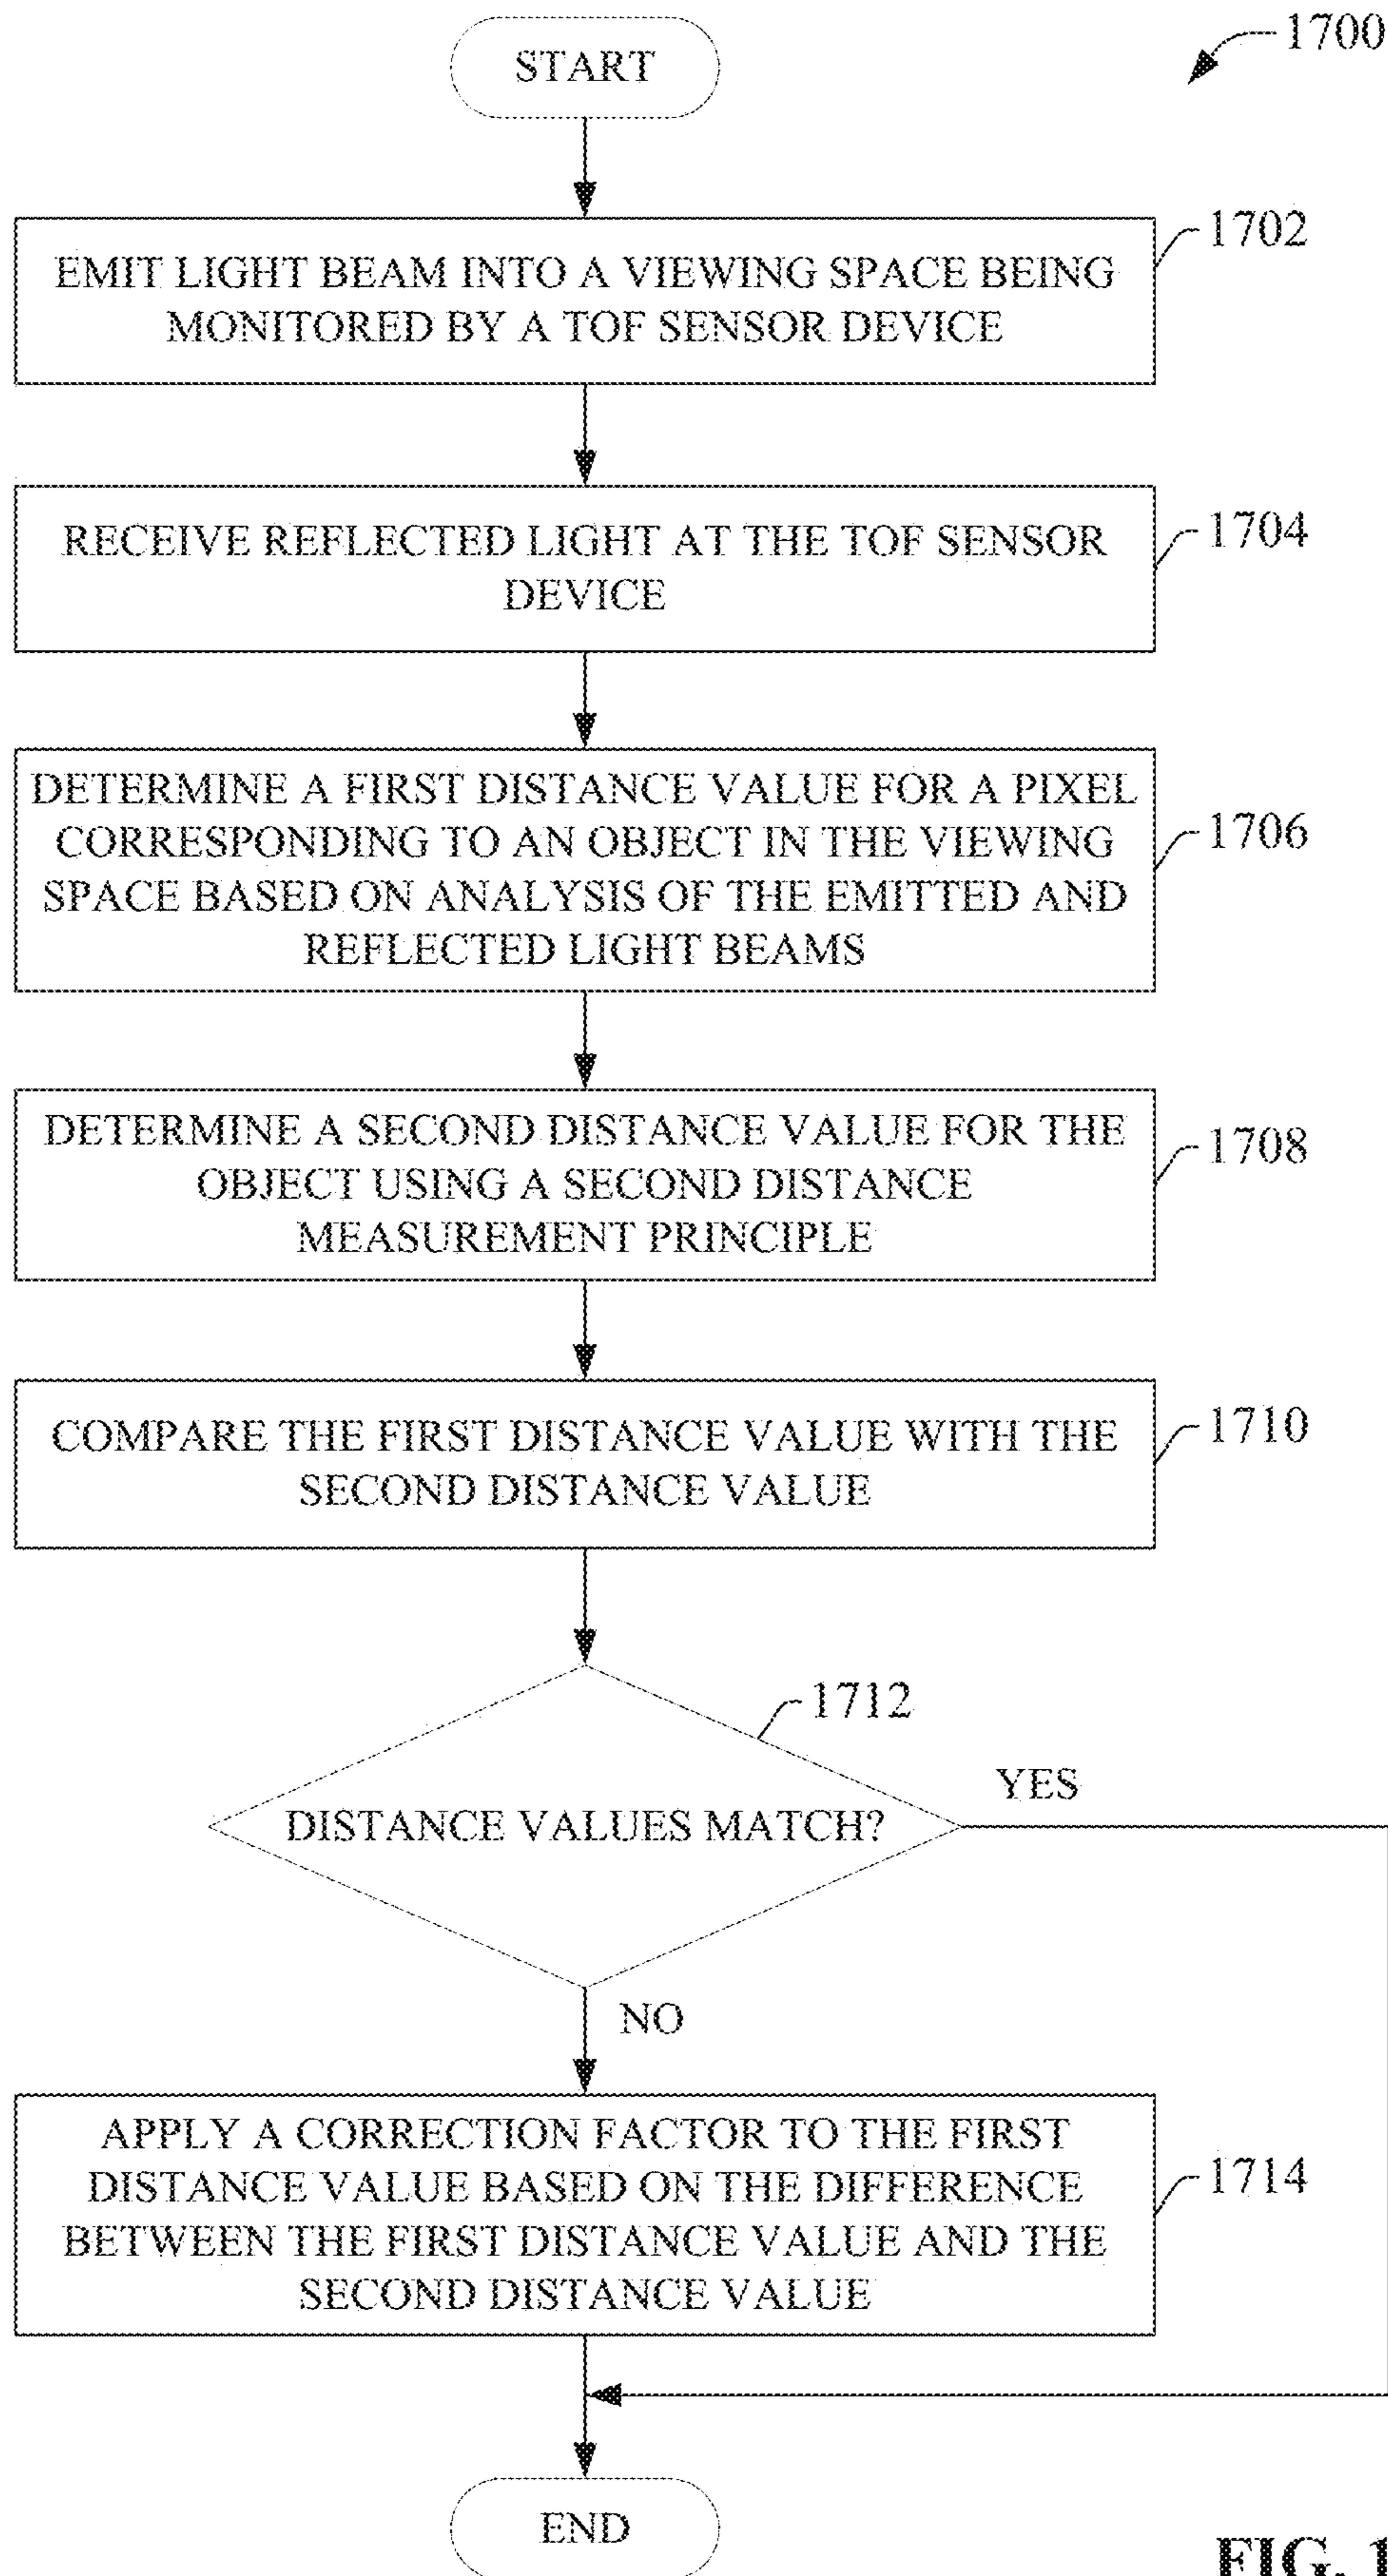 START
1700
EMIT LIGHT BEAM INTO A VIEWING SPACE BEING
MONITORED BY A TOF SENSOR DEVICE
1702
RECEIVE REFLECTED LIGHT AT THE TOF SENSOR
DEVICE
1704
DETERMINE A FIRST DISTANCE VALUE FOR A PIXEL
CORRESPONDING TO AN OBJECT IN THE VIEWING
SPACE BASED ON ANALYSIS OF THE EMITTED AND
REFLECTED LIGHT BEAMS
1706
DETERMINE A SECOND DISTANCE VALUE FOR THE
OBJECT USING A SECOND DISTANCE
MEASUREMENT PRINCIPLE
1708
COMPARE THE FIRST DISTANCE VALUE WITH THE
SECOND DISTANCE VALUE
1710
1712
DISTANCE VALUES MATCH?
YES
NO
APPLY A CORRECTION FACTOR TO THE FIRST
DISTANCE VALUE BASED ON THE DIFFERENCE
BETWEEN THE FIRST DISTANCE VALUE AND THE
SECOND DISTANCE VALUE
1714
END
FIG. 1